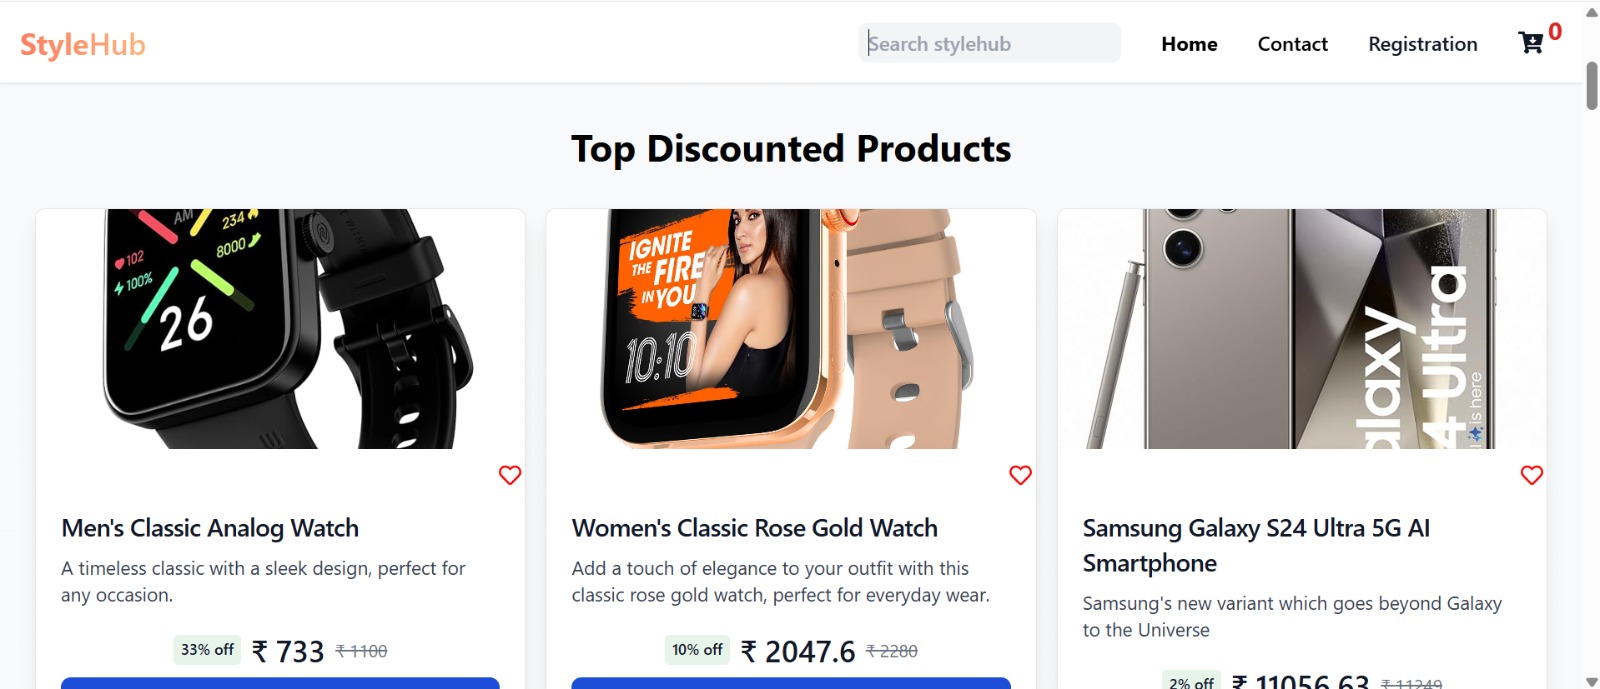 StyleHub
Search stylehub
Home
Contact
Registration
0
Top Discounted Products
AM
234
102
8000
100%
26
IGNITE
THE FIRE
IN YOU
10:10
alaxy
4 Ultra
is here
Men's Classic Analog Watch
A timeless classic with a sleek design, perfect for
any occasion.
33% off ₹ 733 ₹ 1100
Women's Classic Rose Gold Watch
Add a touch of elegance to your outfit with this
classic rose gold watch, perfect for everyday wear.
10% off ₹ 2047.6 ₹ 2280
Samsung Galaxy S24 Ultra 5G AI
Smartphone
Samsung's new variant which goes beyond Galaxy
to the Universe
2% off ₹ 11056.63 ₹ 11249